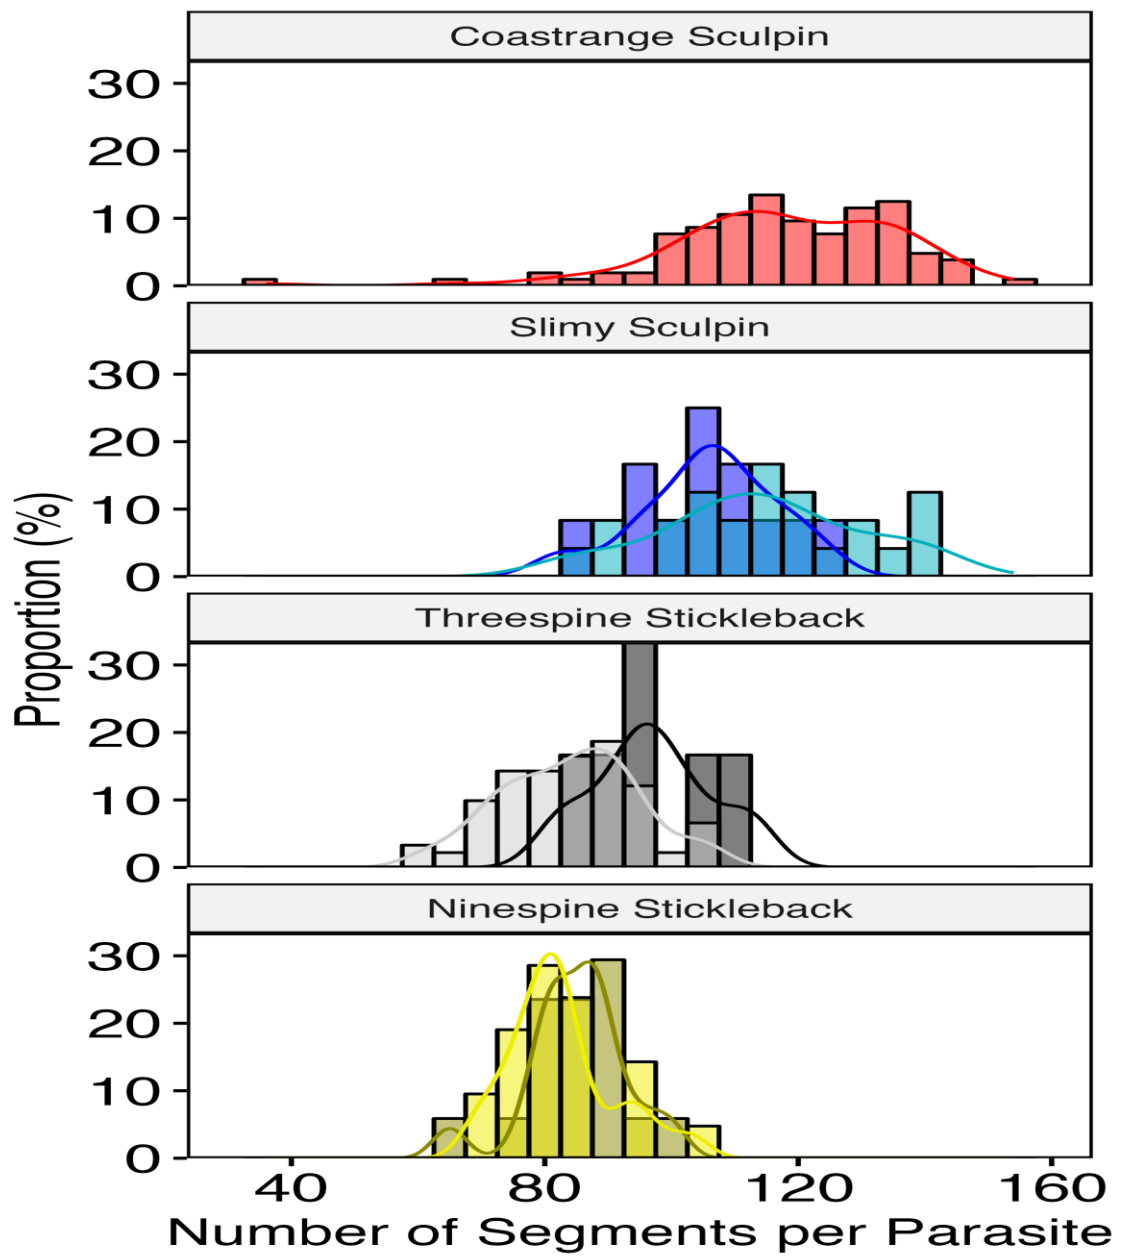 Coastrange Sculpin
30
20
10
0
Slimy Sculpin
30
20
10
0
Threespine Stickleback
30
20
10
0
Ninespine Stickleback
30
20
10
0
Proportion (%)
40 80 120 160
Number of Segments per Parasite